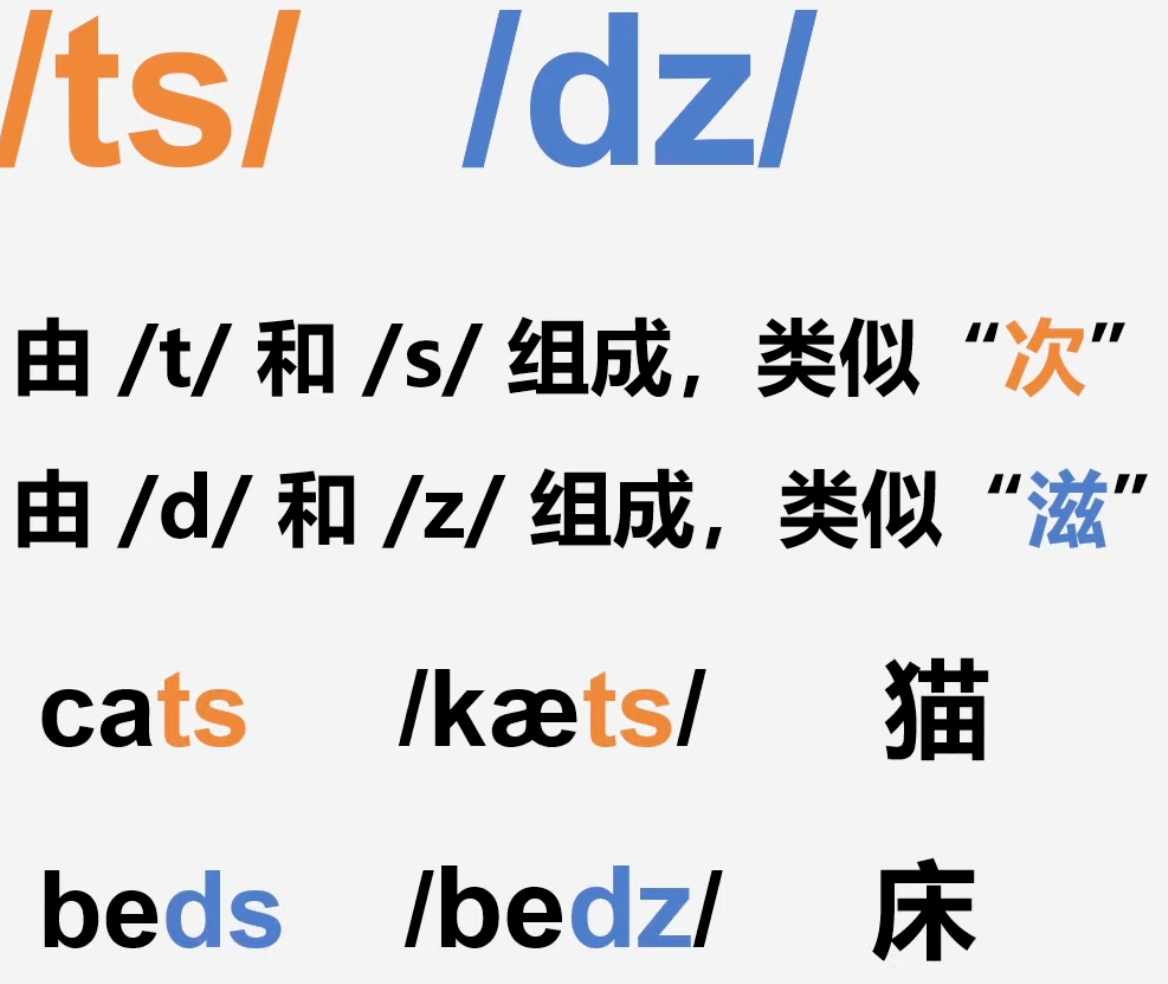 /ts/ /dz/
由 /t/ 和 /s/ 组成，类似“次”
由 /d/ 和 /z/ 组成，类似“滋”
cats /kæts/ 猫
beds /bedz/ 床